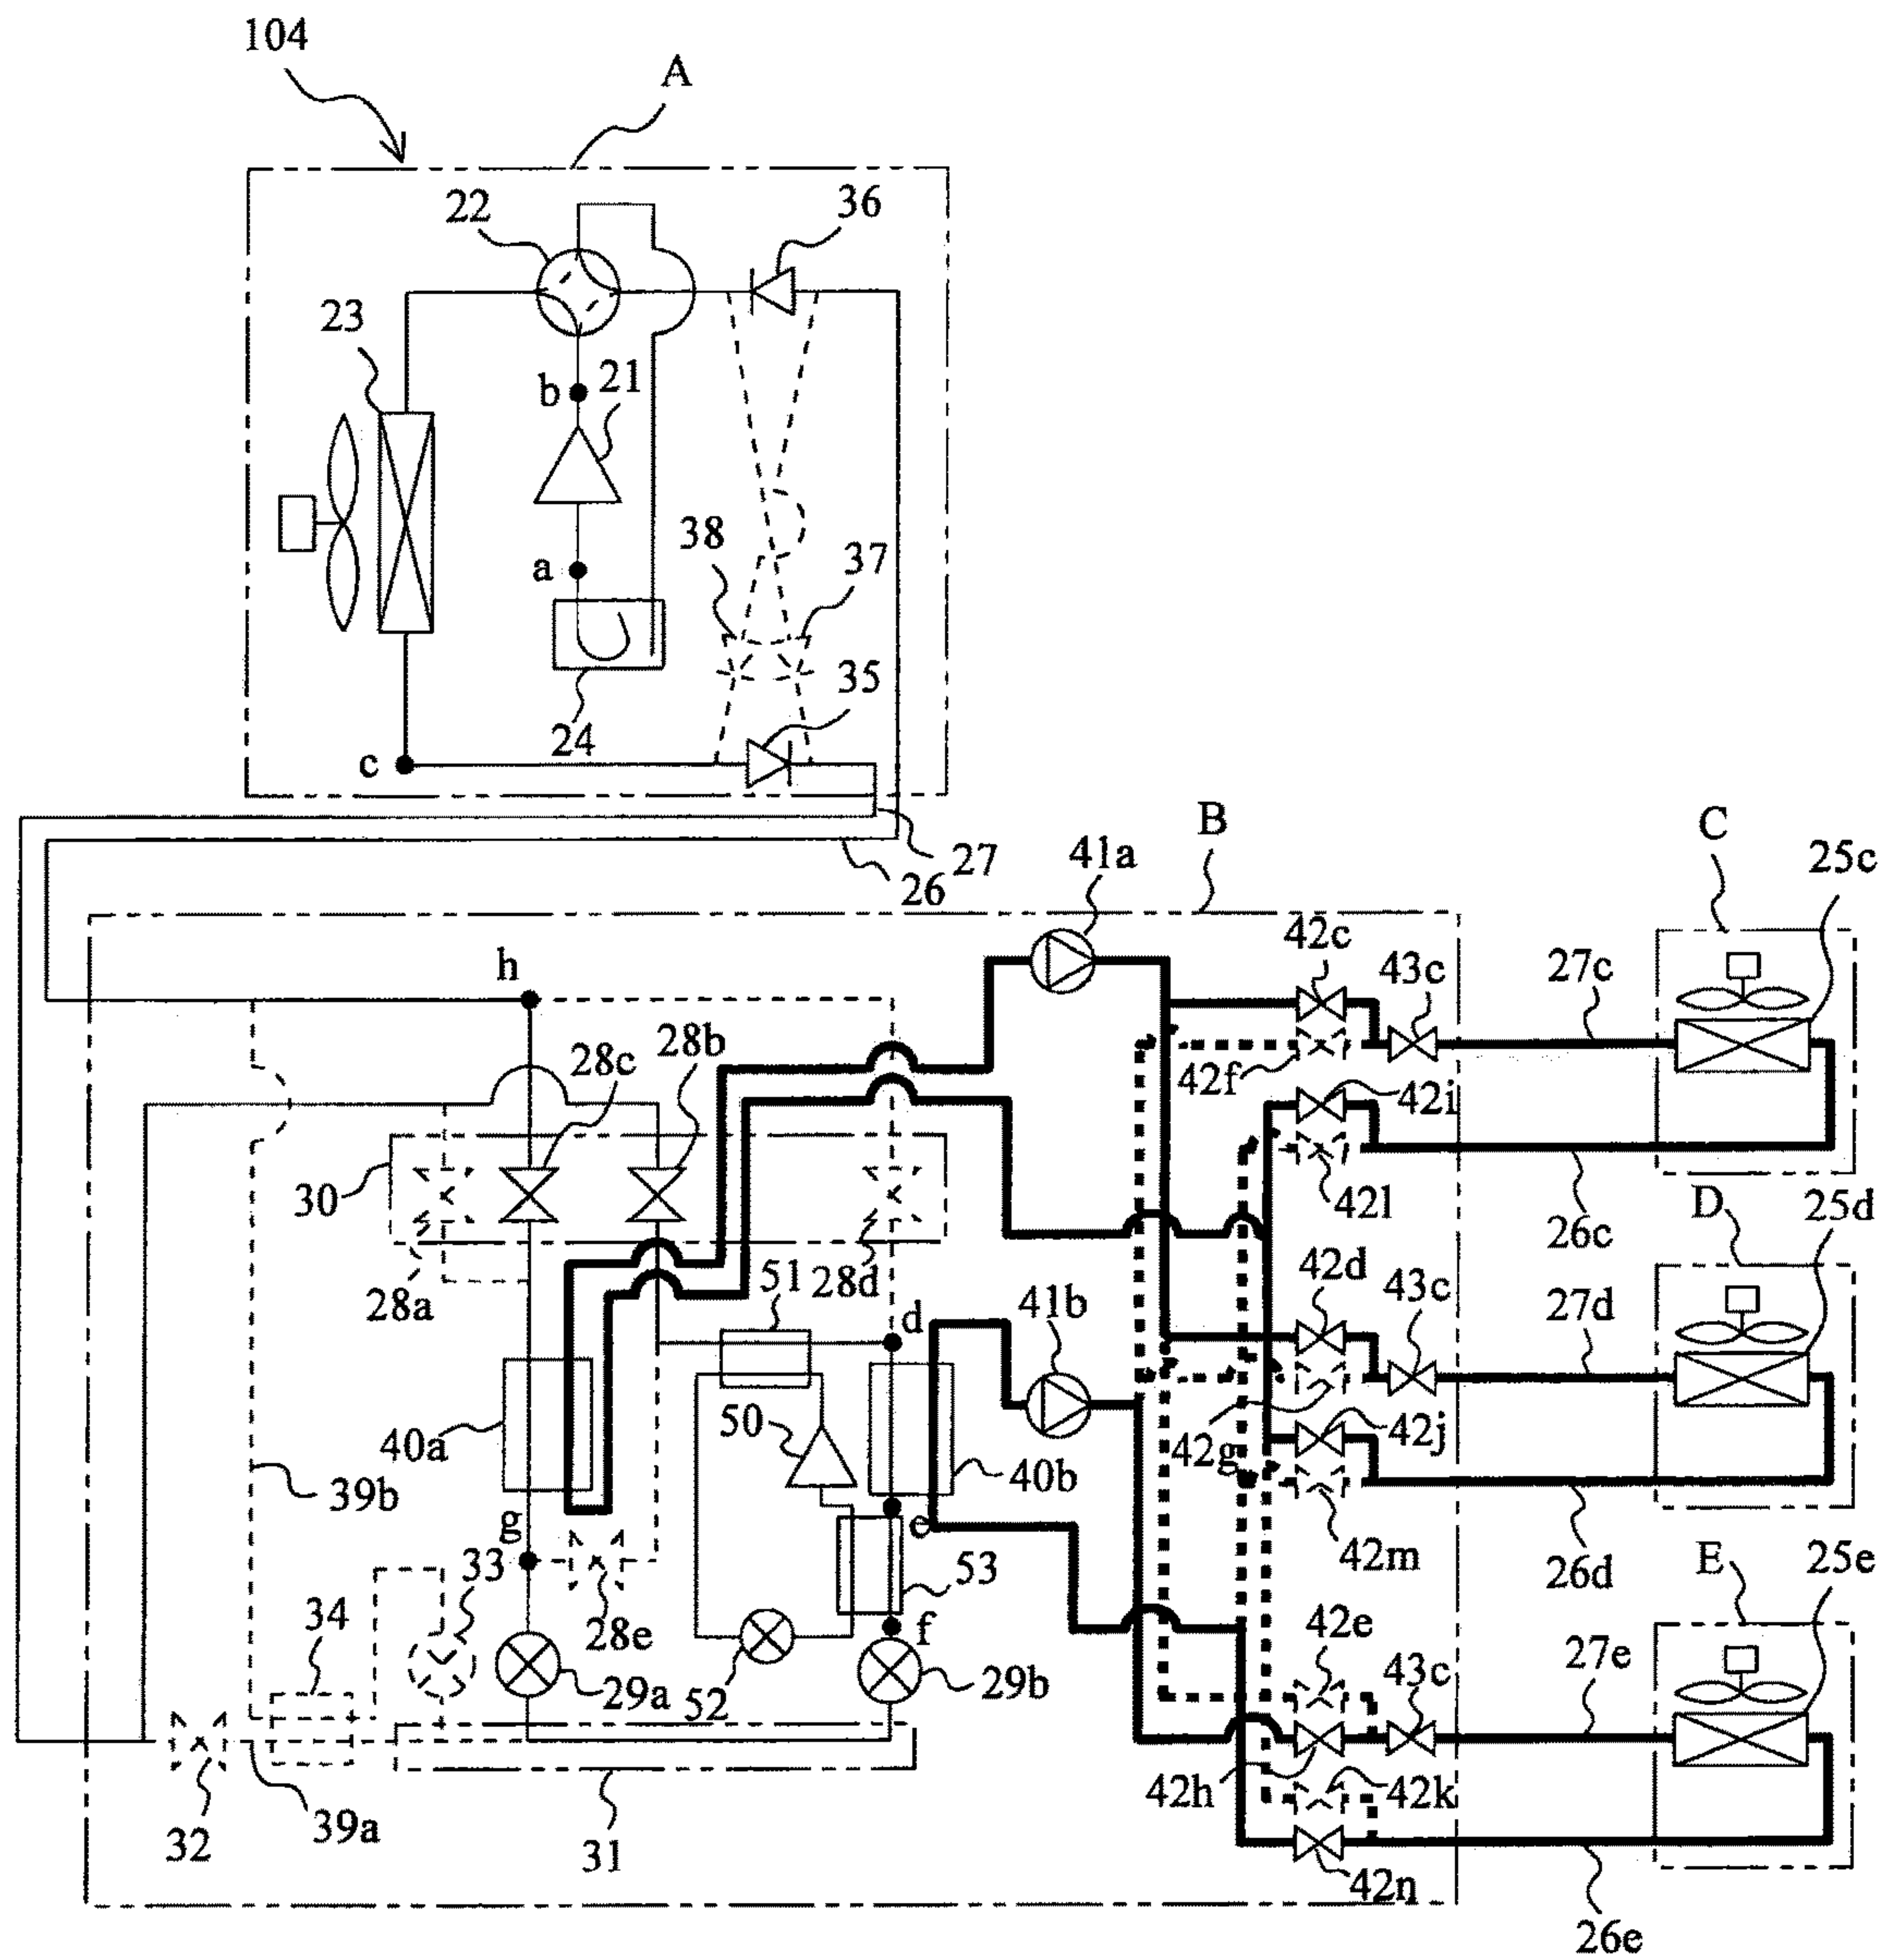 104
A
22
36
23
b
21
38
37
a
35
24
c
B
C
27
41a
25c
26
42c
h
43c
27c
28c
28b
42f
42i
30
42l
26c
D
25d
28a
51
28d
42d
43c
27d
d
41b
50
40a
42g
42j
40b
39b
e
g
33
53
42m
26d
E
25e
34
28e
f
42e
43c
27e
29a
52
29b
42h
42k
32
39a
31
42n
26e